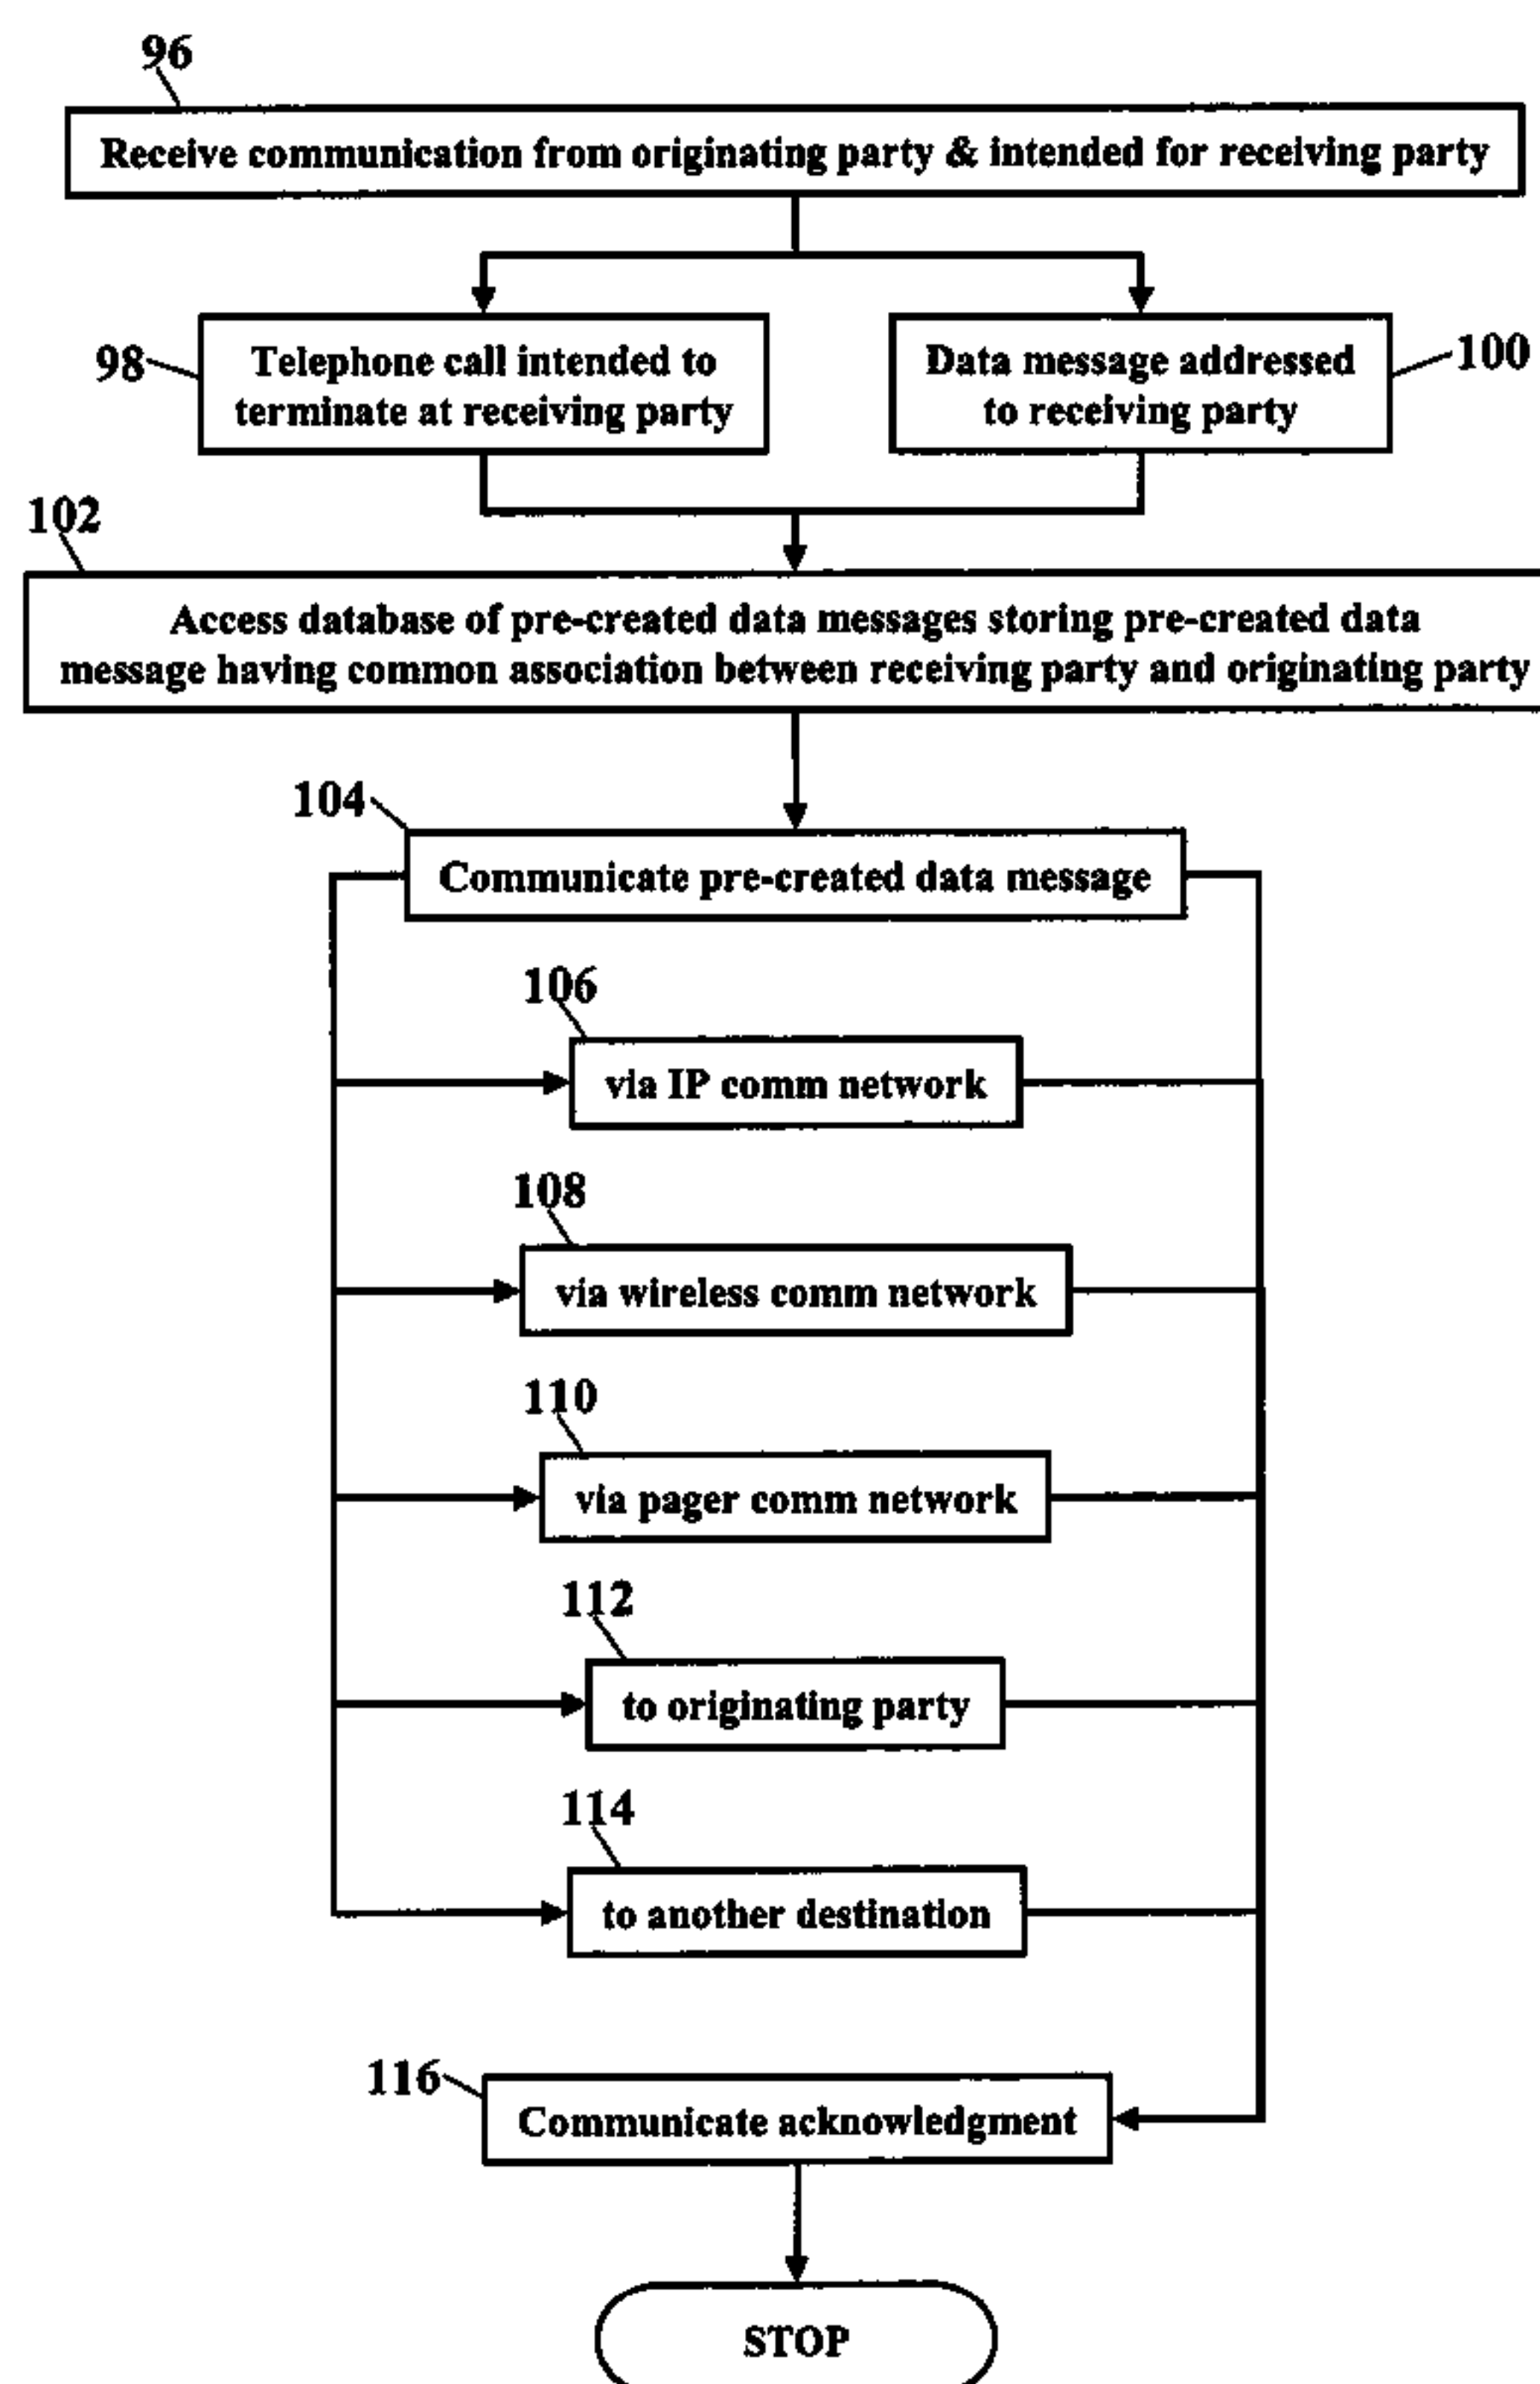 96
Receive communication from originating party & intended for receiving party
98
Telephone call intended to
terminate at receiving party
Data message addressed
to receiving party
100
102
Access database of pre-created data messages storing pre-created data
message having common association between receiving party and originating party
104
Communicate pre-created data message
106
via IP comm network
108
via wireless comm network
110
via pager comm network
112
to originating party
114
to another destination
116
Communicate acknowledgment
STOP